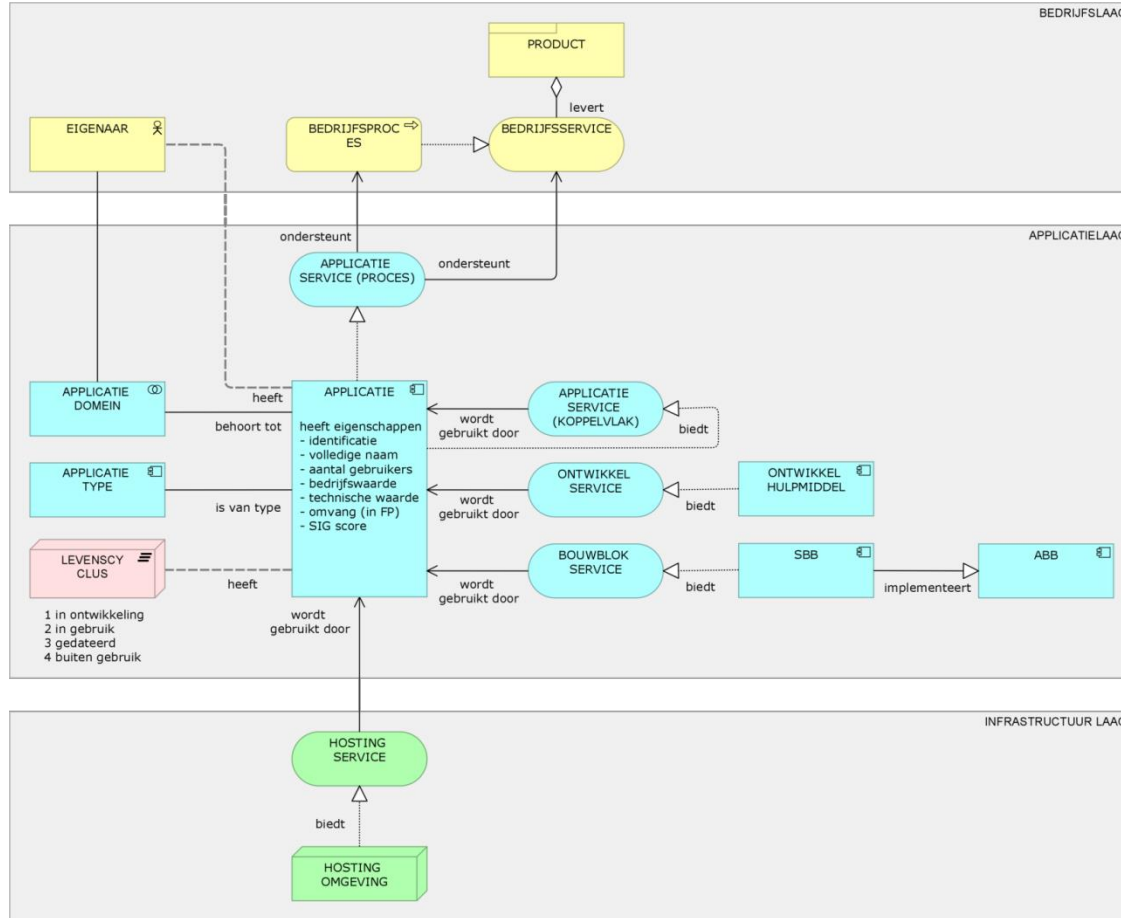 BEDRIJFSLAAG
PRODUCT
levert
EIGENAAR
BEDRIJFSPROC
ES
BEDRIJFSSERVICE
APPLICATIELAAG
ondersteunt
APPLICATIE
SERVICE (PROCES)
ondersteunt
APPLICATIE
DOMEIN
heeft
behoort tot
APPLICATIE
heeft eigenschappen
- identificatie
- volledige naam
- aantal gebruikers
- bedrijfswaarde
- technische waarde
- omvang (in FP)
- SIG score
wordt
gebruikt door
APPLICATIE
SERVICE
(KOPPELVLAK)
biedt
APPLICATIE
TYPE
is van type
wordt
gebruikt door
ONTWIKKEL
SERVICE
biedt
ONTWIKKEL
HULPMIDDEL
LEVENSCY
CLUS
heeft
wordt
gebruikt door
BOUWBLOK
SERVICE
biedt
SBB
implementeert
ABB
1 in ontwikkeling
2 in gebruik
3 gedateerd
4 buiten gebruik
wordt
gebruikt door
INFRASTRUCTUUR LAAG
HOSTING
SERVICE
biedt
HOSTING
OMGEVING